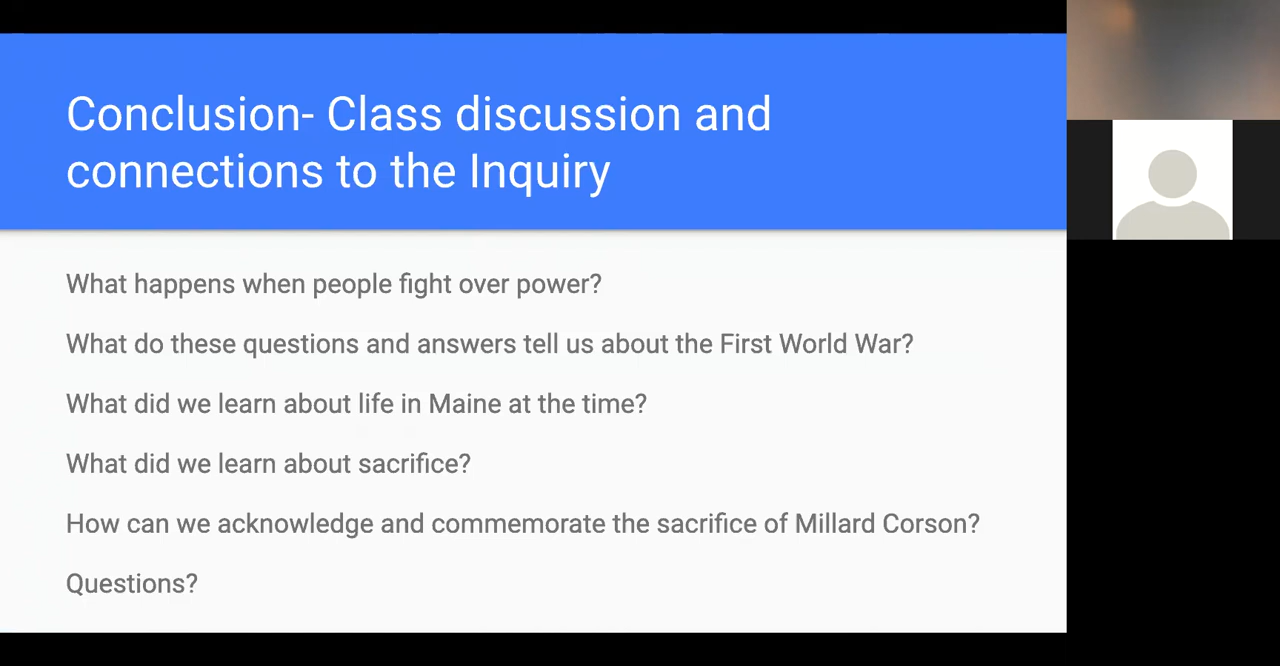 Conclusion- Class discussion and
connections to the Inquiry
What happens when people fight over power?
What do these questions and answers tell us about the First World War?
What did we learn about life in Maine at the time?
What did we learn about sacrifice?
How can we acknowledge and commemorate the sacrifice of Millard Corson?
Questions?